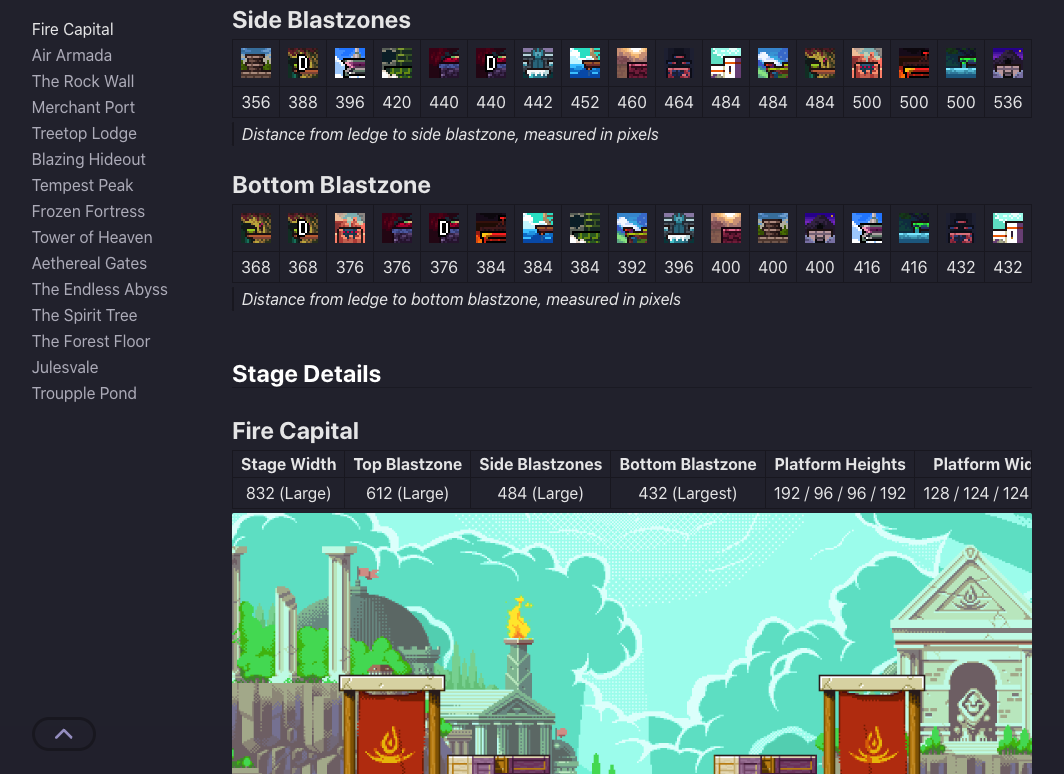 Fire Capital
Air Armada
The Rock Wall
Merchant Port
Treetop Lodge
Blazing Hideout
Tempest Peak
Frozen Fortress
Tower of Heaven
Aethereal Gates
The Endless Abyss
The Spirit Tree
The Forest Floor
Julesvale
Troupple Pond
Side Blastzones
D D
356 388 396 420 440 440 442 452 460 464 484 484 484 500 500 500 536
Distance from ledge to side blastzone, measured in pixels
Bottom Blastzone
D D
368 368 376 376 376 384 384 384 392 396 400 400 400 416 416 432 432
Distance from ledge to bottom blastzone, measured in pixels
Stage Details
Fire Capital
Stage Width Top Blastzone Side Blastzones Bottom Blastzone Platform Heights Platform Wid
832 (Large) 612 (Large) 484 (Large) 432 (Largest) 192 / 96 / 96 / 192 128 / 124 / 124